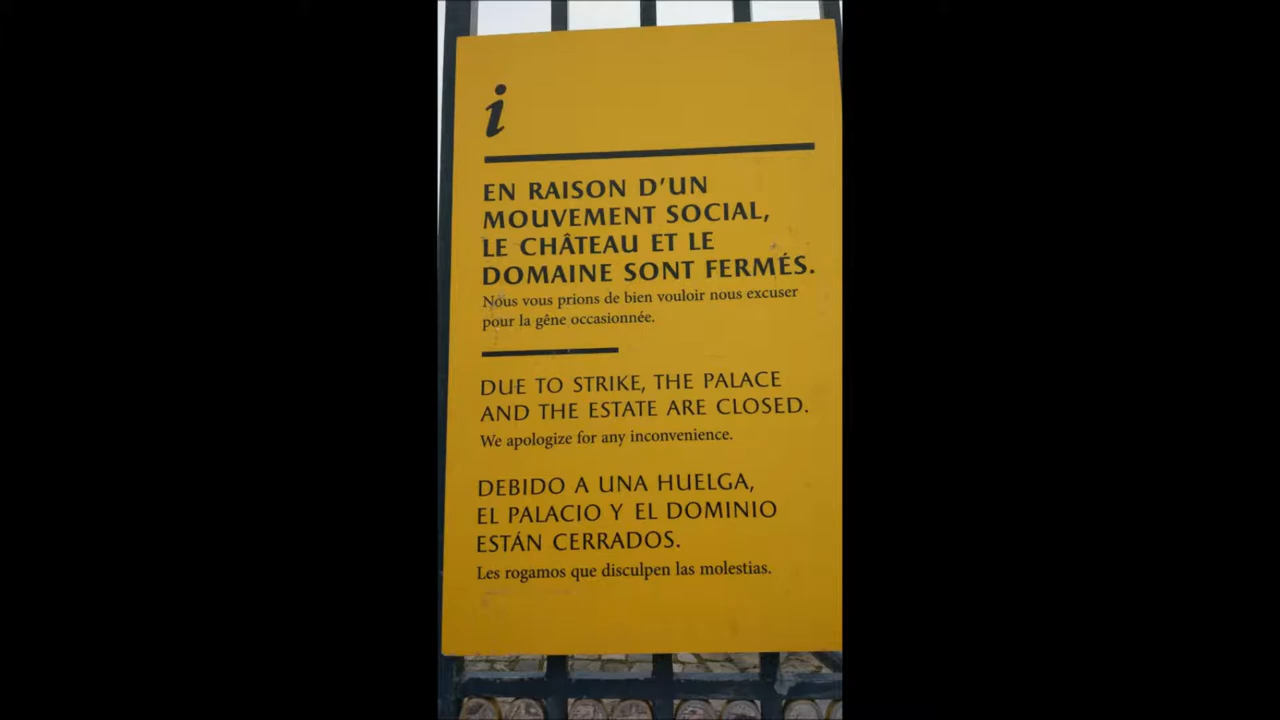 i
EN RAISON D'UN
MOUVEMENT SOCIAL,
LE CHÂTEAU ET LE
DOMAINE SONT FERMÉS.
Nous vous prions de bien vouloir nous excuser
pour la gêne occasionnée.
DUE TO STRIKE, THE PALACE
AND THE ESTATE ARE CLOSED.
We apologize for any inconvenience.
DEBIDO A UNA HUELGA,
EL PALACIO Y EL DOMINIO
ESTÁN CERRADOS.
Les rogamos que disculpen las molestias.